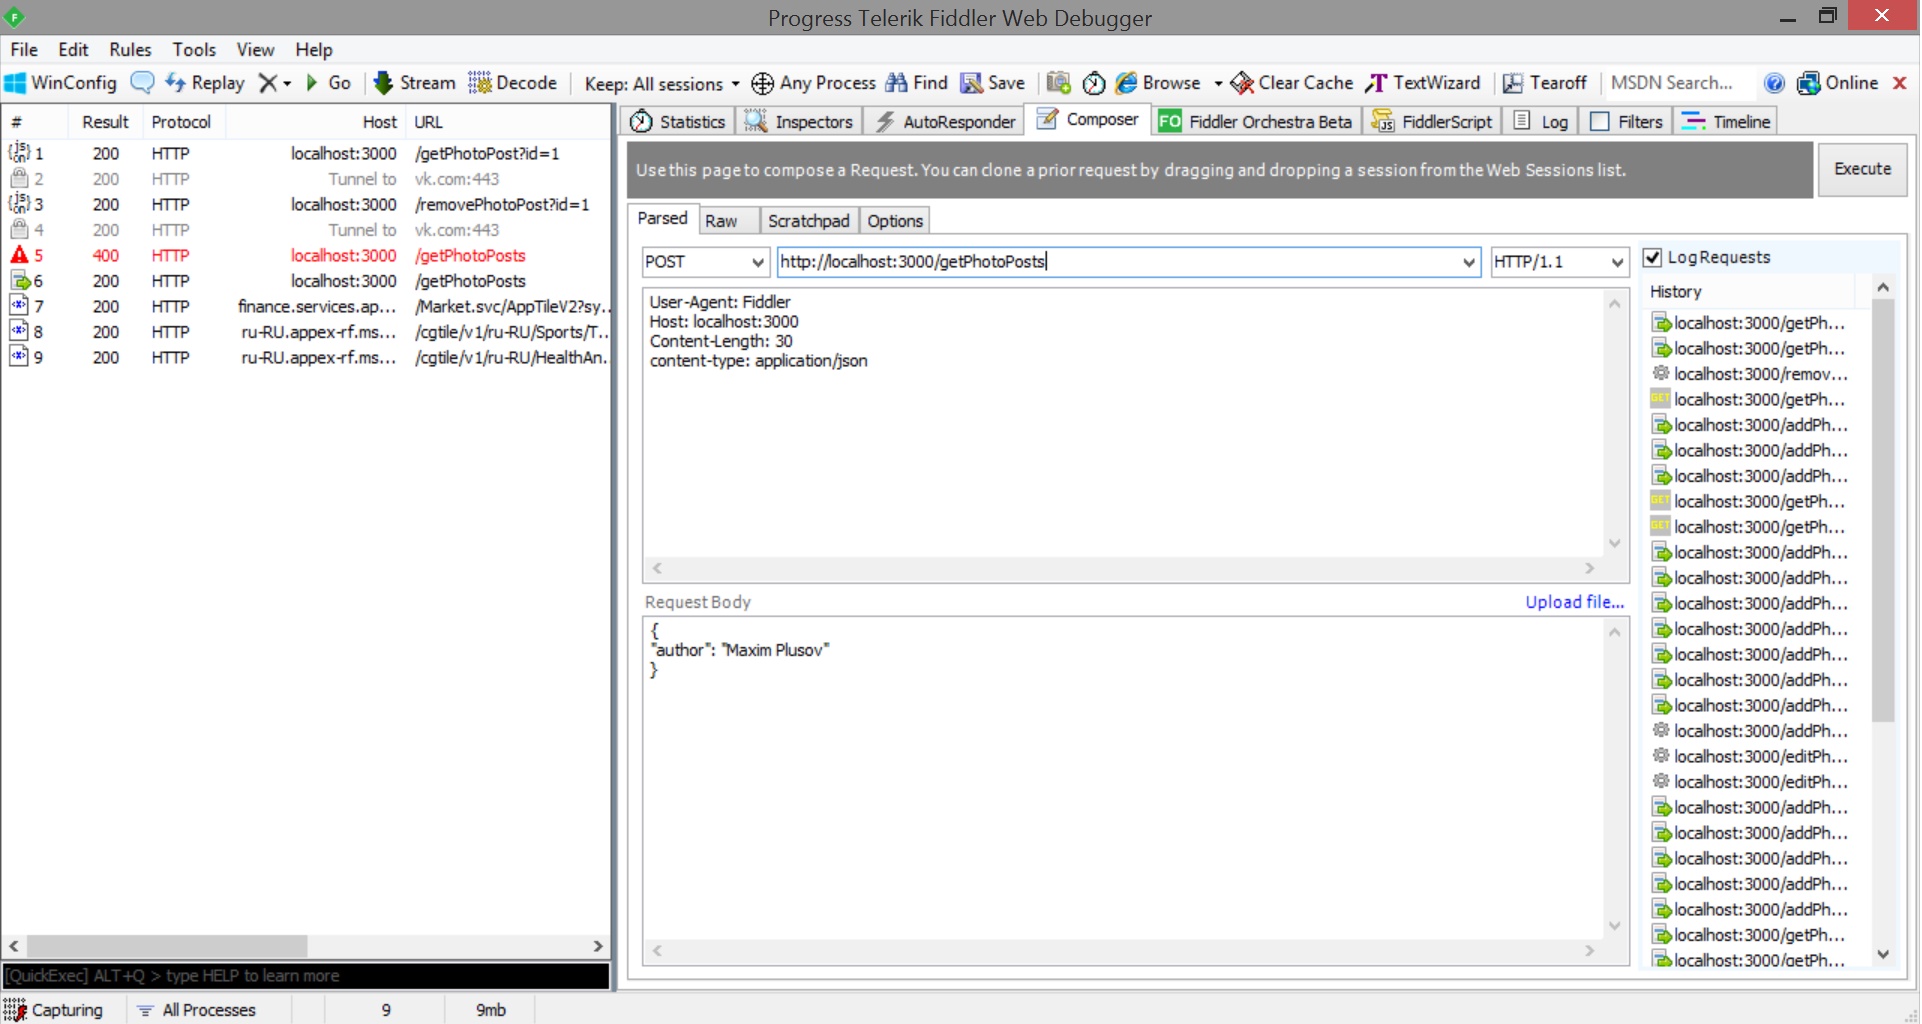 Progress Telerik Fiddler Web Debugger
File Edit Rules Tools View Help
WinConfig Replay Go Stream Decode Keep: All sessions Any Process Find Save Browse Clear Cache TextWizard Tearoff MSDN Search... Online
# Result Protocol Host URL
1 200 HTTP localhost:3000 /getPhotoPost?id=1
2 200 HTTP Tunnel to vk.com:443
3 200 HTTP localhost:3000 /removePhotoPost?id=1
4 200 HTTP Tunnel to vk.com:443
5 400 HTTP localhost:3000 /getPhotoPosts
6 200 HTTP localhost:3000 /getPhotoPosts
7 200 HTTP finance.services.ap... /Market.svc/AppTileV2?sy...
8 200 HTTP ru-RU.appex-rf.ms... /cgtile/v1/ru-RU/Sports/T...
9 200 HTTP ru-RU.appex-rf.ms... /cgtile/v1/ru-RU/HealthAn...
[QuickExec] ALT+Q > type HELP to learn more
Capturing All Processes 9 9mb
Statistics Inspectors AutoResponder Composer FO Fiddler Orchestra Beta FiddlerScript Log Filters Timeline
Use this page to compose a Request. You can clone a prior request by dragging and dropping a session from the Web Sessions list.
Execute
Parsed Raw Scratchpad Options
POST http://localhost:3000/getPhotoPosts HTTP/1.1
User-Agent: Fiddler
Host: localhost:3000
Content-Length: 30
content-type: application/json
Request Body Upload file...
{
"author": "Maxim Plusov"
}
Log Requests
History
localhost:3000/getPh...
localhost:3000/getPh...
localhost:3000/remov...
GET localhost:3000/getPh...
localhost:3000/addPh...
localhost:3000/addPh...
localhost:3000/addPh...
GET localhost:3000/getPh...
GET localhost:3000/getPh...
localhost:3000/addPh...
localhost:3000/addPh...
localhost:3000/addPh...
localhost:3000/addPh...
localhost:3000/addPh...
localhost:3000/addPh...
localhost:3000/addPh...
localhost:3000/addPh...
localhost:3000/editPh...
localhost:3000/editPh...
localhost:3000/addPh...
localhost:3000/addPh...
localhost:3000/addPh...
localhost:3000/addPh...
localhost:3000/addPh...
localhost:3000/getPh...
localhost:3000/getPh...